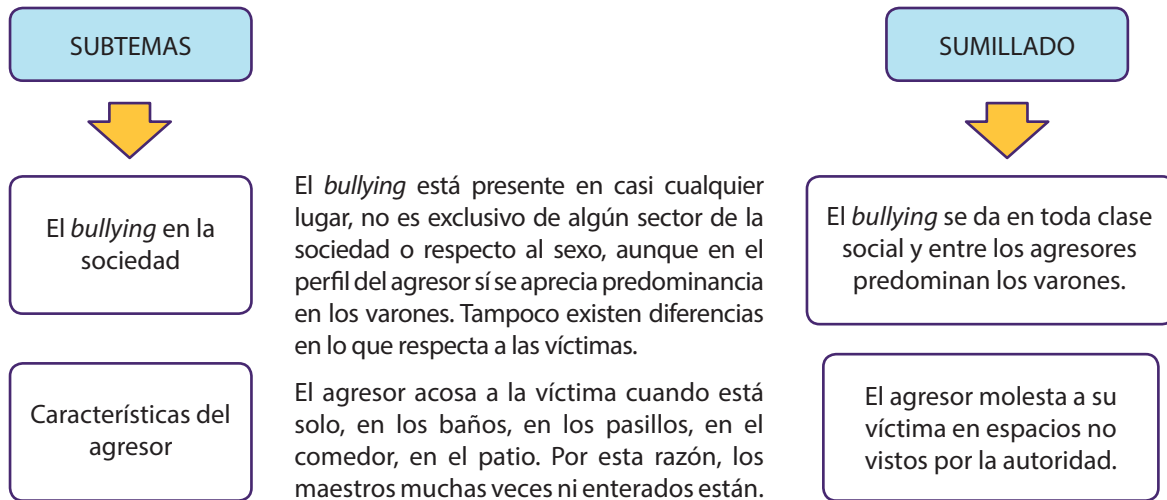 SUBTEMAS
SUMILLADO
El bullying en la
sociedad
El bullying está presente en casi cualquier
lugar, no es exclusivo de algún sector de la
sociedad o respecto al sexo, aunque en el
perfil del agresor sí se aprecia predominancia
en los varones. Tampoco existen diferencias
en lo que respecta a las víctimas.
El bullying se da en toda clase
social y entre los agresores
predominan los varones.
Características del
agresor
El agresor acosa a la víctima cuando está
solo, en los baños, en los pasillos, en el
comedor, en el patio. Por esta razón, los
maestros muchas veces ni enterados están.
El agresor molesta a su
víctima en espacios no
vistos por la autoridad.